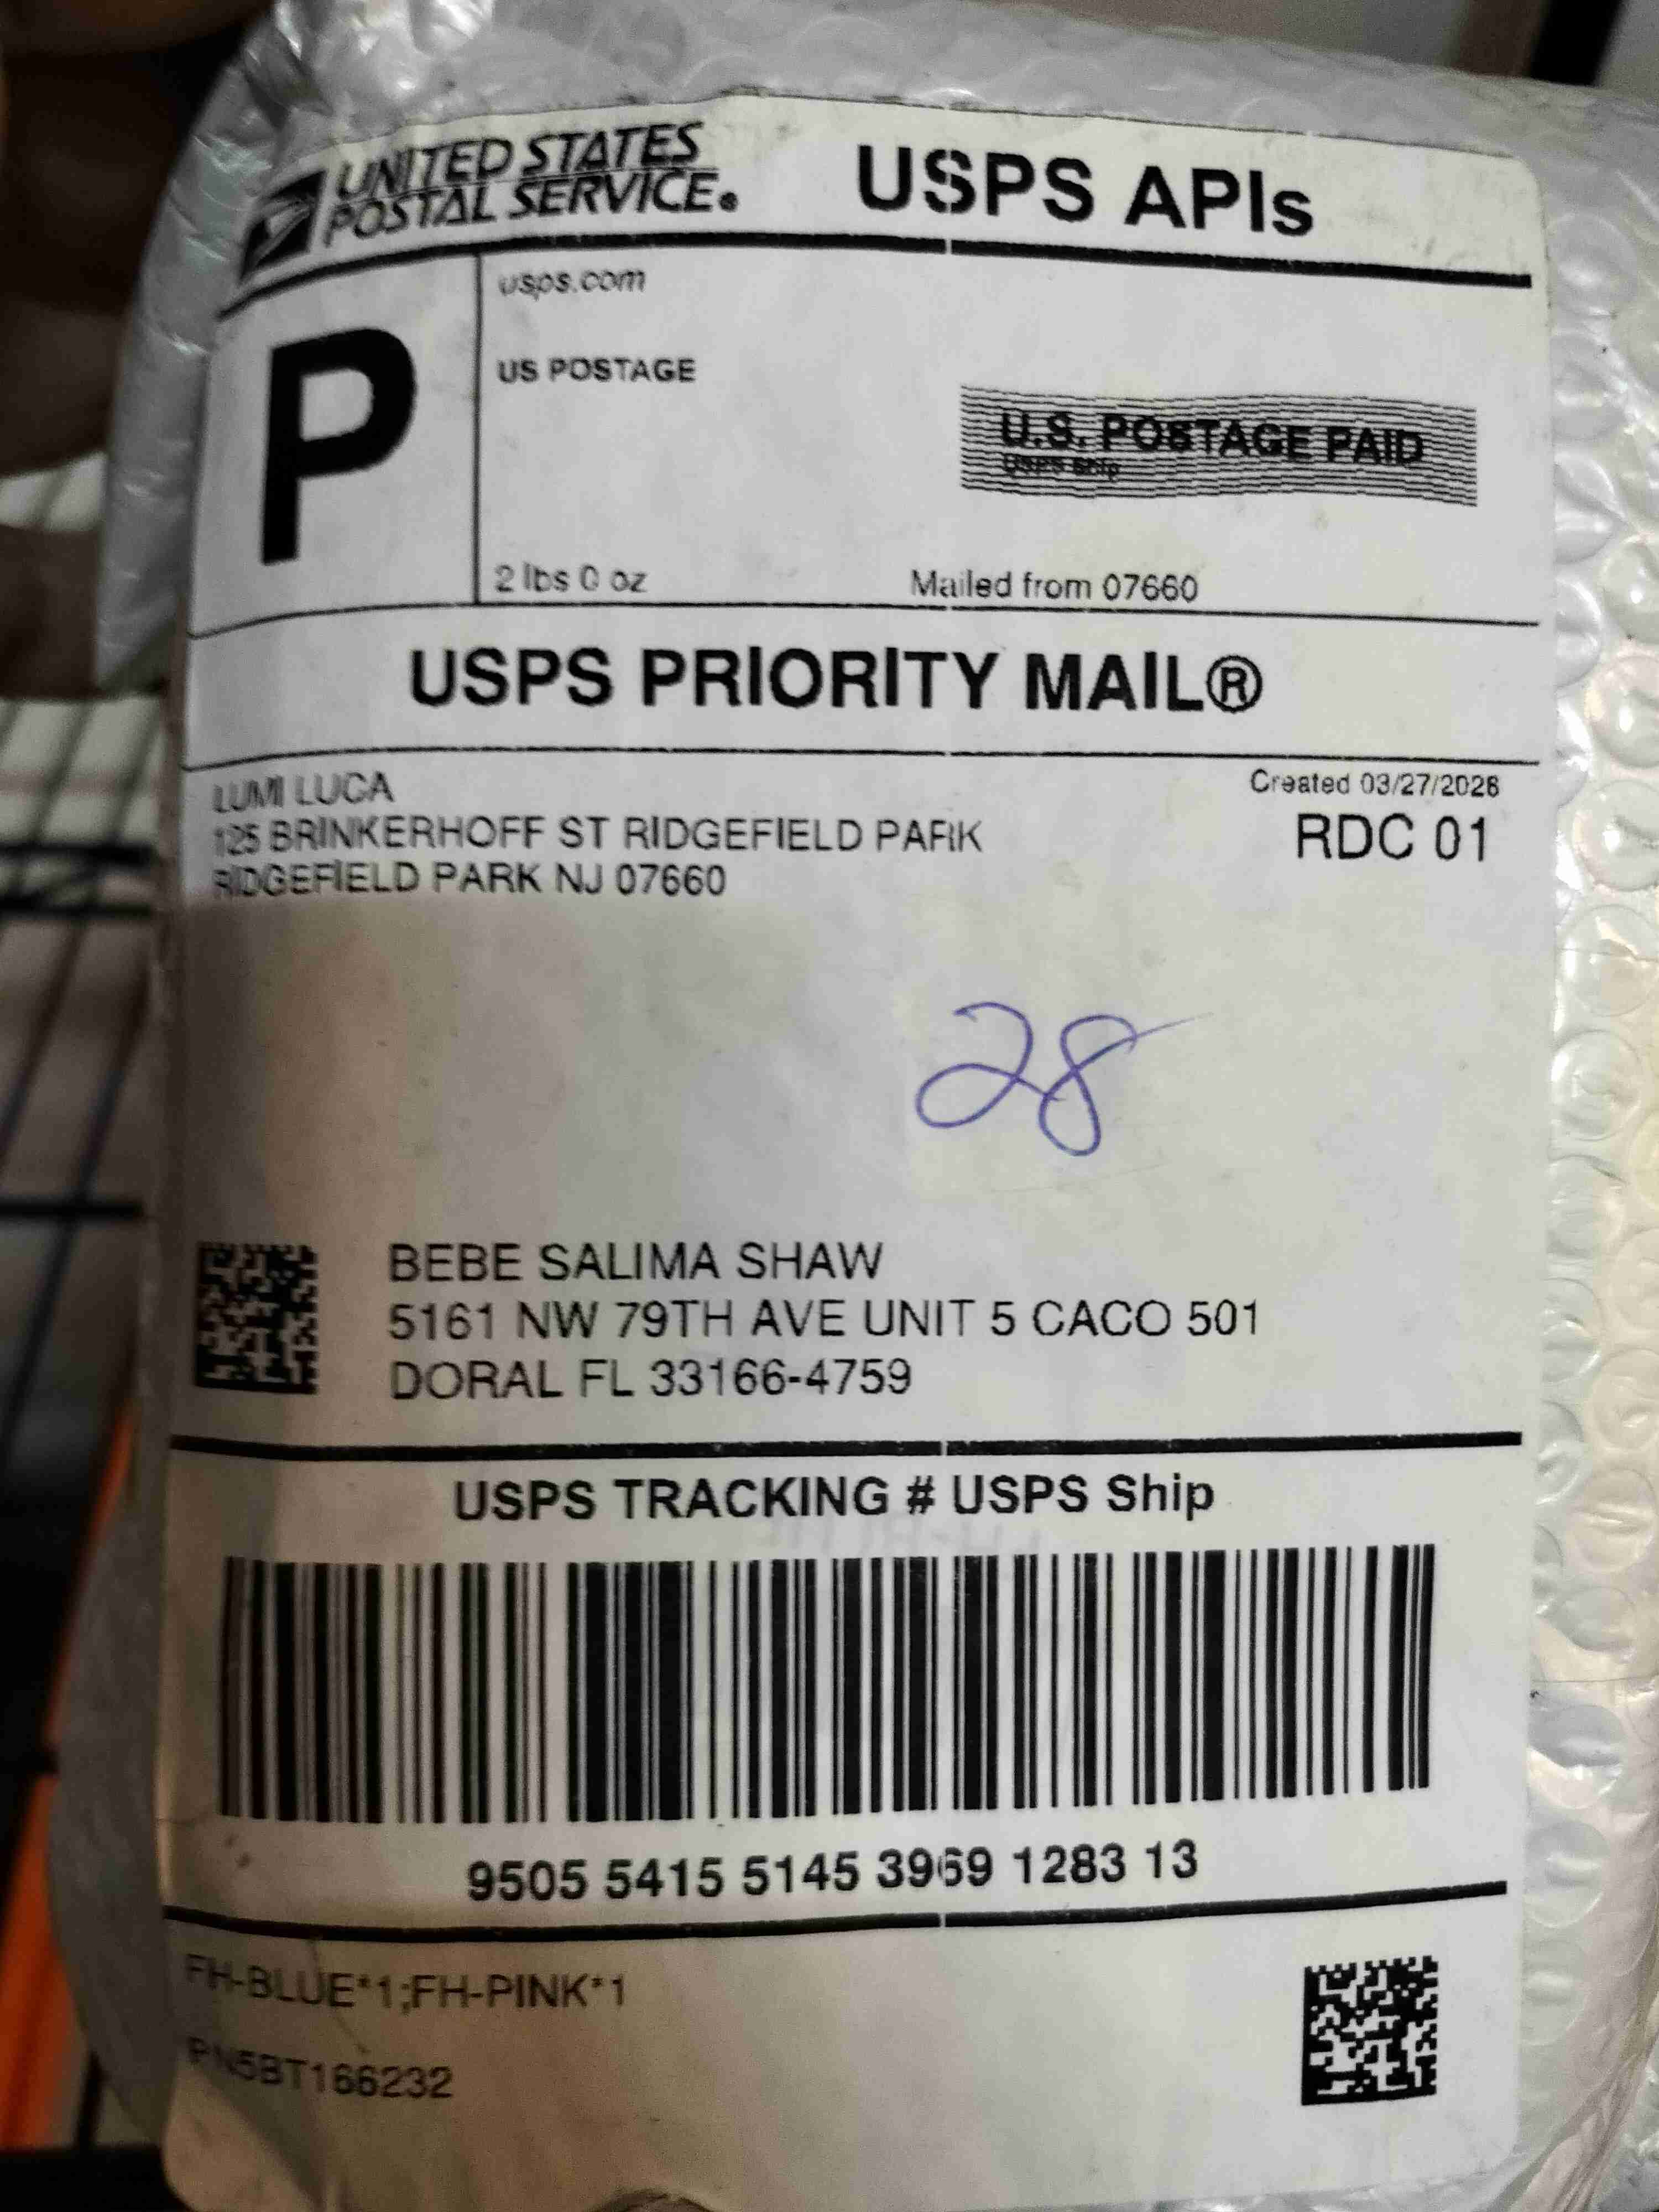 UNITED STATES
POSTAL SERVICE.
USPS APIs
P
usps.com
US POSTAGE
U.S. POSTAGE PAID
USPS Ship
2 lbs 0 oz
Mailed from 07660
USPS PRIORITY MAIL®
LUMI LUCA
125 BRINKERHOFF ST RIDGEFIELD PARK
RIDGEFIELD PARK NJ 07660
Created 03/27/2026
RDC 01
28
BEBE SALIMA SHAW
5161 NW 79TH AVE UNIT 5 CACO 501
DORAL FL 33166-4759
USPS TRACKING # USPS Ship
9505 5415 5145 3969 1283 13
FH-BLUE*1;FH-PINK*1